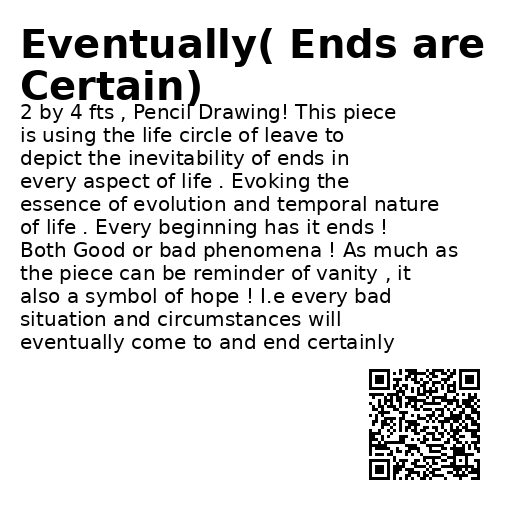 Eventually( Ends are
Certain)
2 by 4 fts , Pencil Drawing! This piece
is using the life circle of leave to
depict the inevitability of ends in
every aspect of life . Evoking the
essence of evolution and temporal nature
of life . Every beginning has it ends !
Both Good or bad phenomena ! As much as
the piece can be reminder of vanity , it
also a symbol of hope ! I.e every bad
situation and circumstances will
eventually come to and end certainly